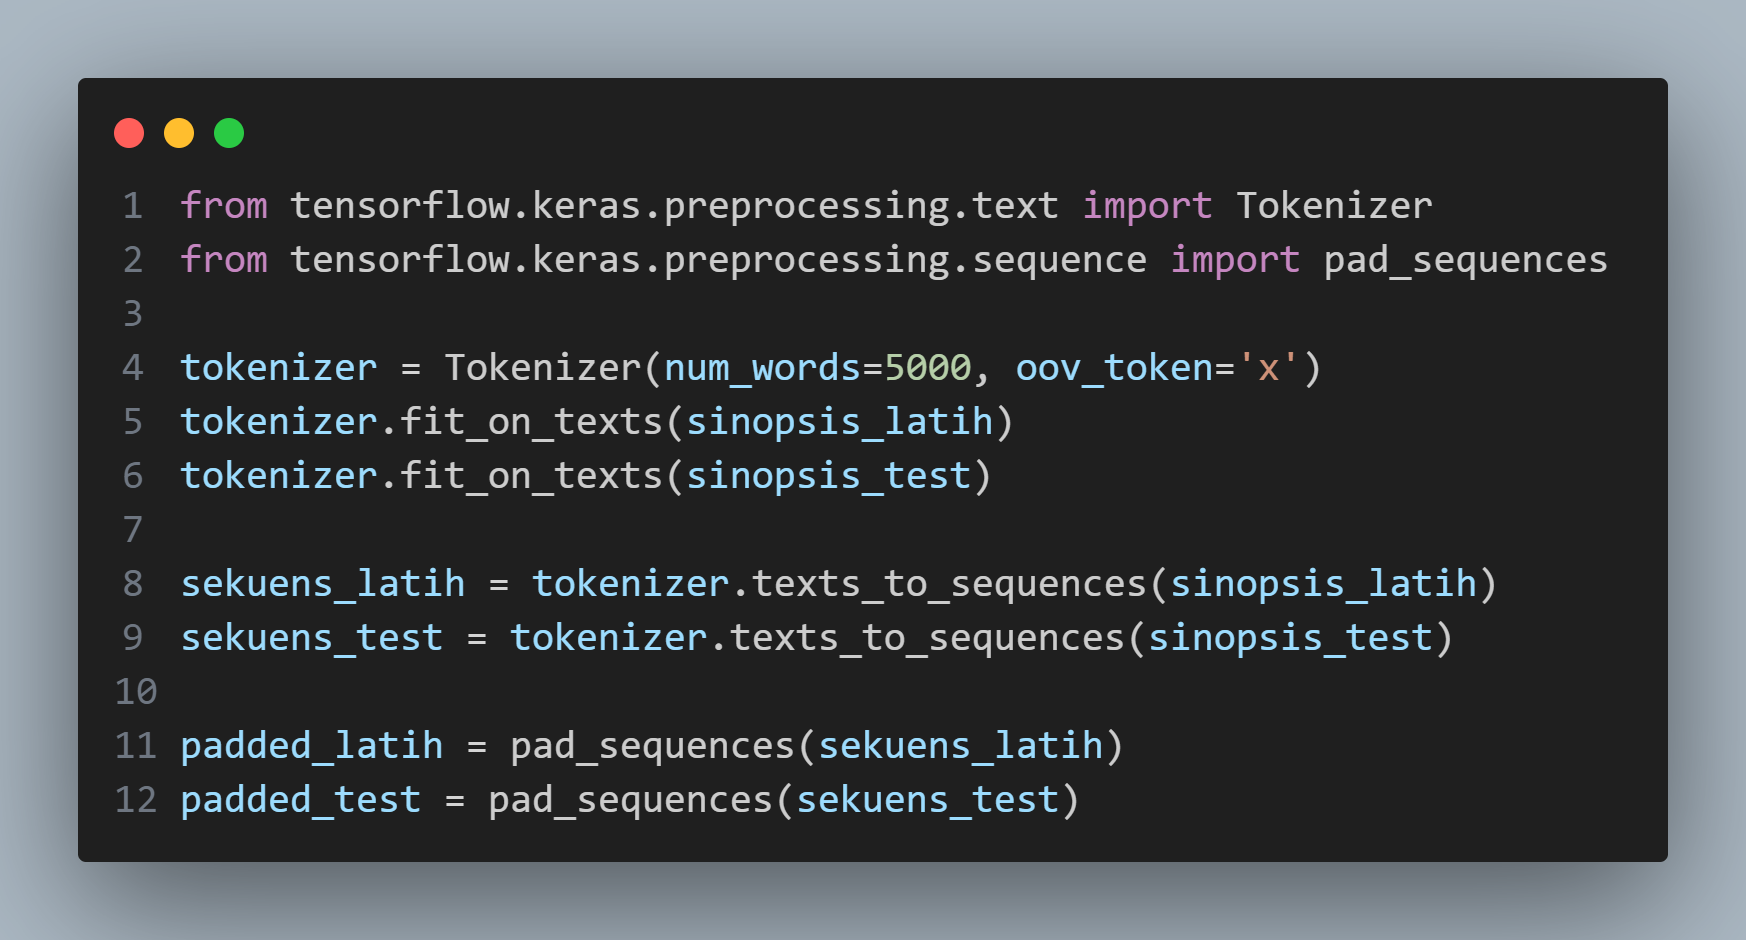 1 from tensorflow.keras.preprocessing.text import Tokenizer
2 from tensorflow.keras.preprocessing.sequence import pad_sequences
3
4 tokenizer = Tokenizer(num_words=5000, oov_token='x')
5 tokenizer.fit_on_texts(sinopsis_latih)
6 tokenizer.fit_on_texts(sinopsis_test)
7
8 sekuens_latih = tokenizer.texts_to_sequences(sinopsis_latih)
9 sekuens_test = tokenizer.texts_to_sequences(sinopsis_test)
10
11 padded_latih = pad_sequences(sekuens_latih)
12 padded_test = pad_sequences(sekuens_test)